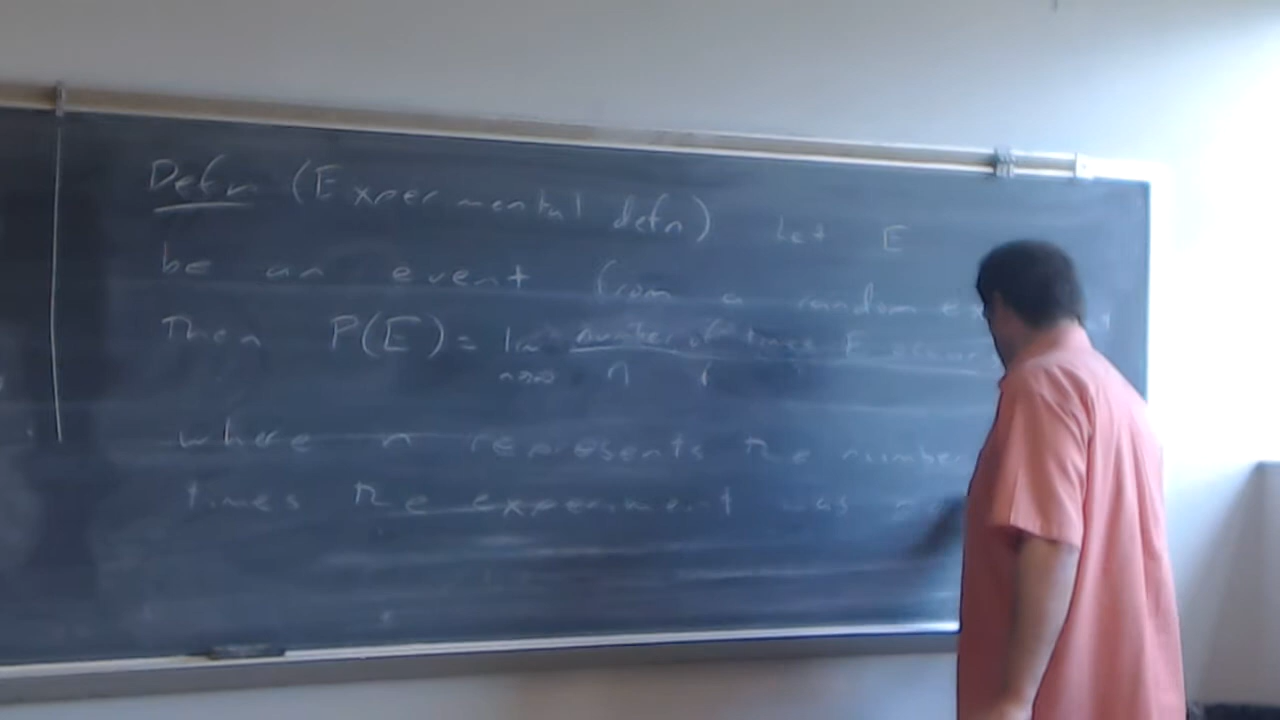 Defn (Experimental defn) Let E
be an event from a random
Then P(E) = lim number of times E occurs
n→∞ n
where n represents the number
times the experiment was